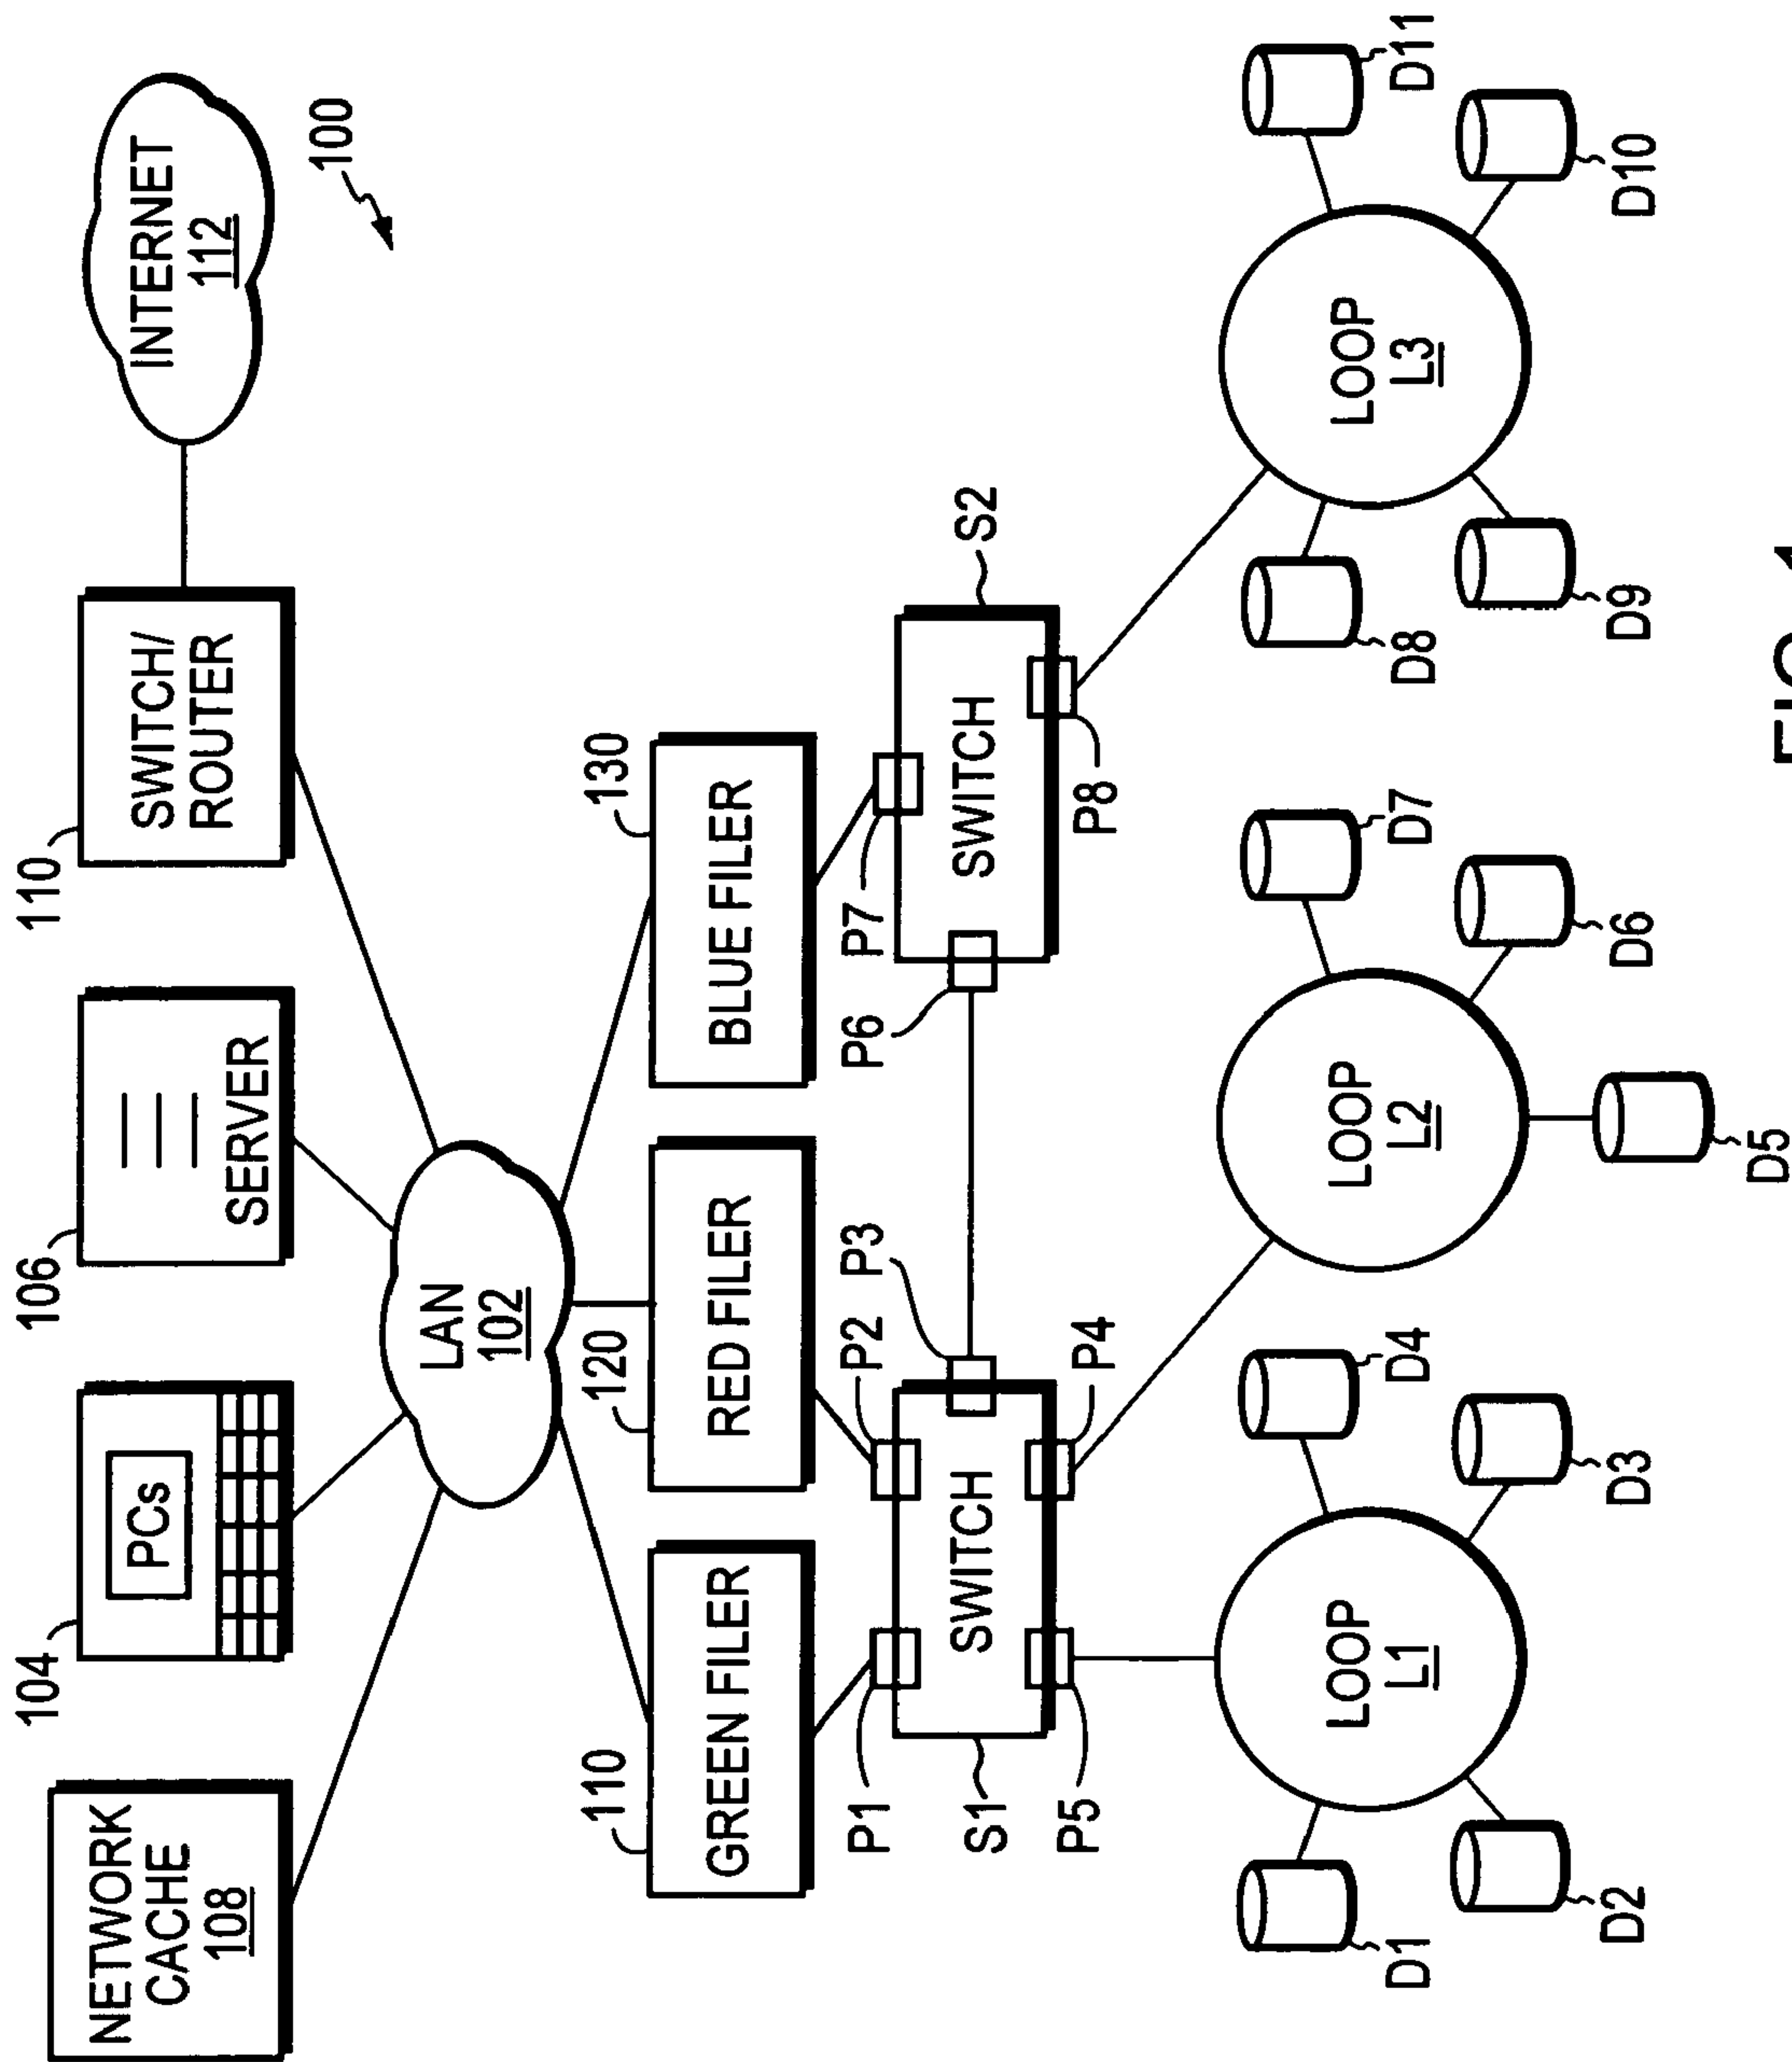 NETWORK
CACHE
108
104
PCs
106
SERVER
110
SWITCH/
ROUTER
INTERNET
112
100
LAN
102
110
GREEN FILER
120
RED FILER
130
BLUE FILER
P1
P2
P3
P6
P7
S1
SWITCH
SWITCH
S2
P5
P4
P8
LOOP
L1
LOOP
L2
LOOP
L3
D1
D2
D3
D4
D5
D6
D7
D8
D9
D10
D11